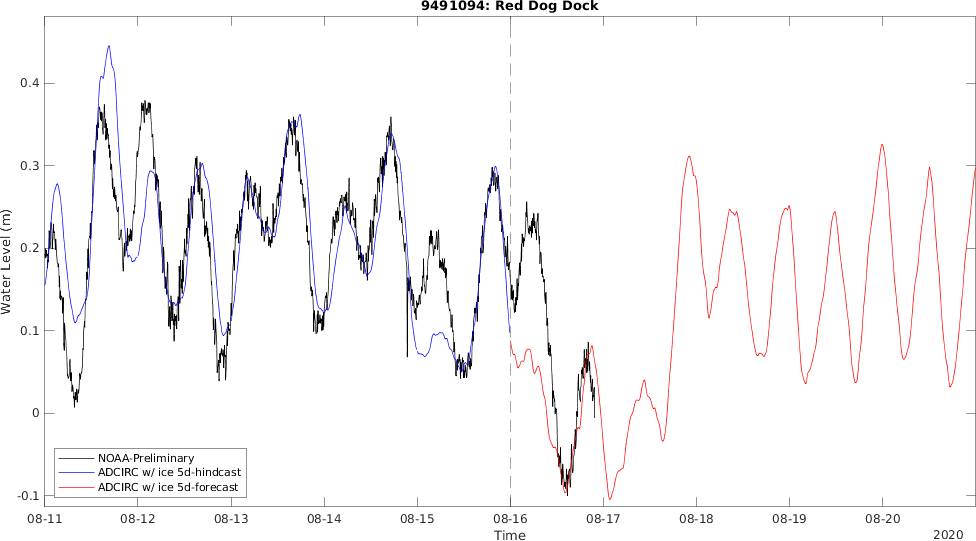 9491094: Red Dog Dock
Water Level (m)
0.4
0.3
0.2
0.1
0
-0.1
NOAA-Preliminary
ADCIRC w/ ice 5d-hindcast
ADCIRC w/ ice 5d-forecast
08-11 08-12 08-13 08-14 08-15 08-16 08-17 08-18 08-19 08-20
Time
2020